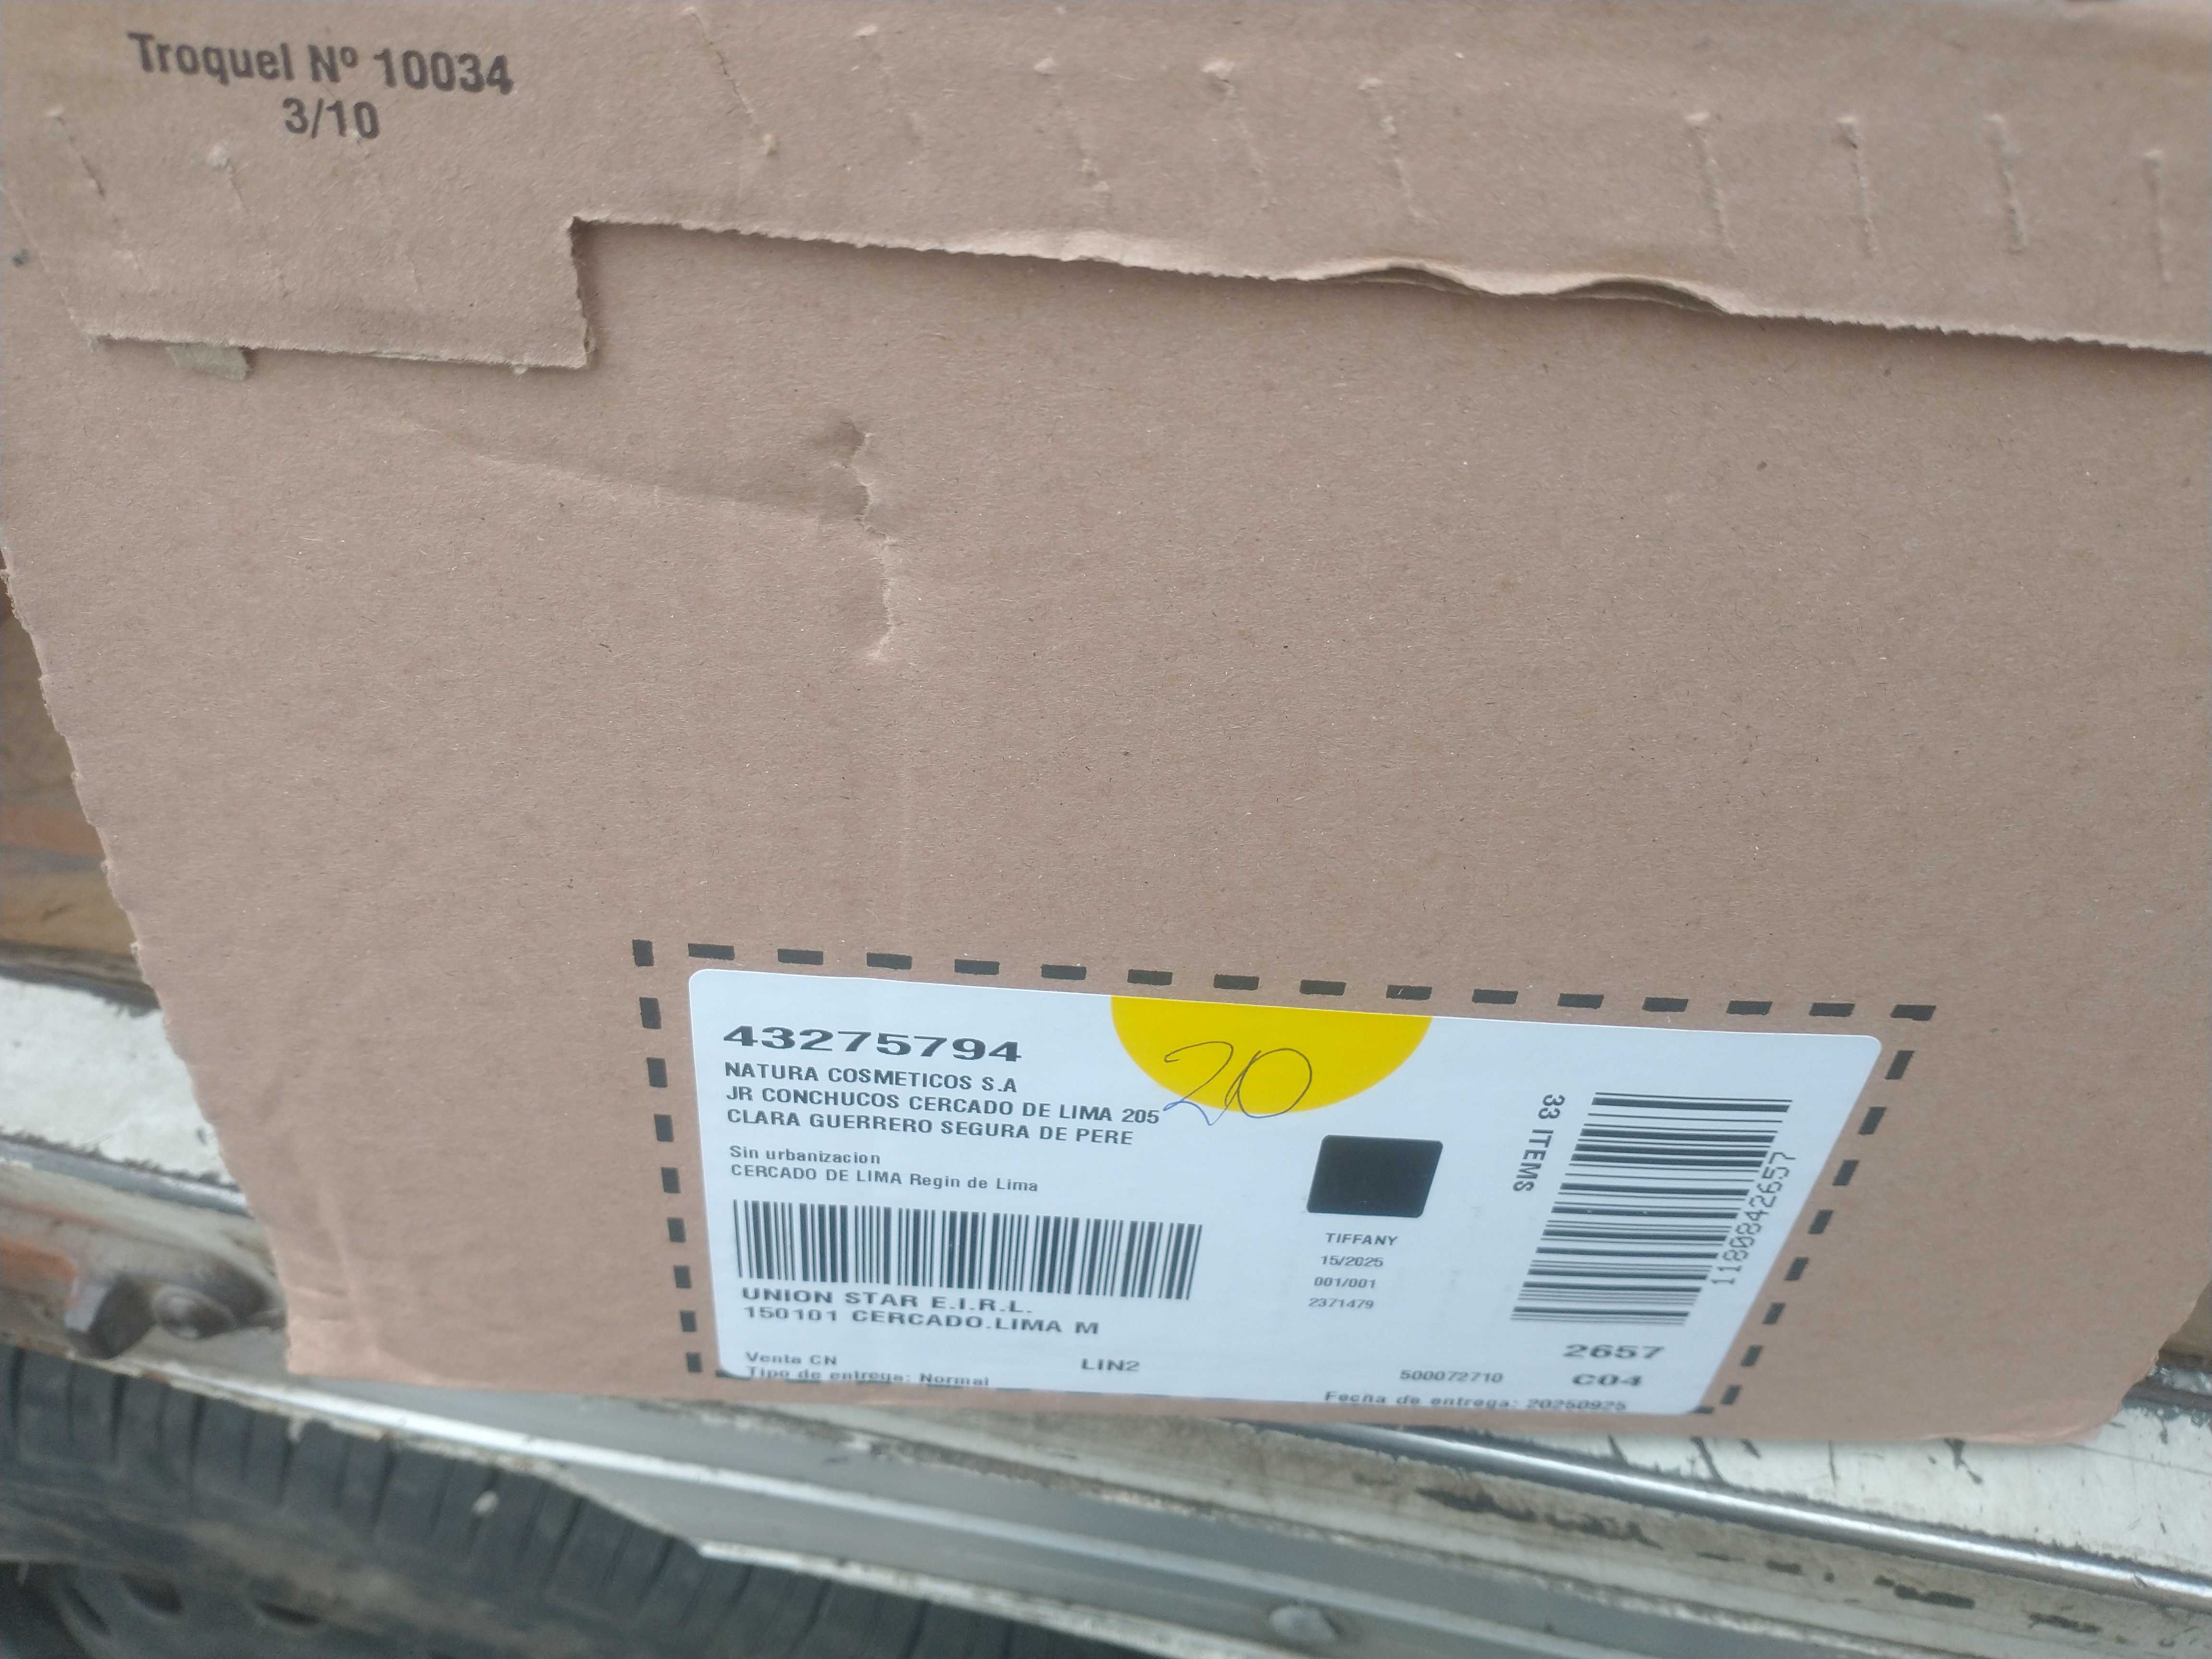 Troquel Nº 10034
3/10
43275794
NATURA COSMETICOS S.A
JR CONCHUCOS CERCADO DE LIMA 205
CLARA GUERRERO SEGURA DE PERE
20
Sin urbanizacion
CERCADO DE LIMA Regin de Lima
UNION STAR E.I.R.L.
150101 CERCADO.LIMA M
Venta CN
LIN2
Tipo de entrega: Normal
TIFFANY
15/2025
001/001
2371479
33 ITEMS
1180842657
2657
500072710
C04
Fecha de entrega: 20250925